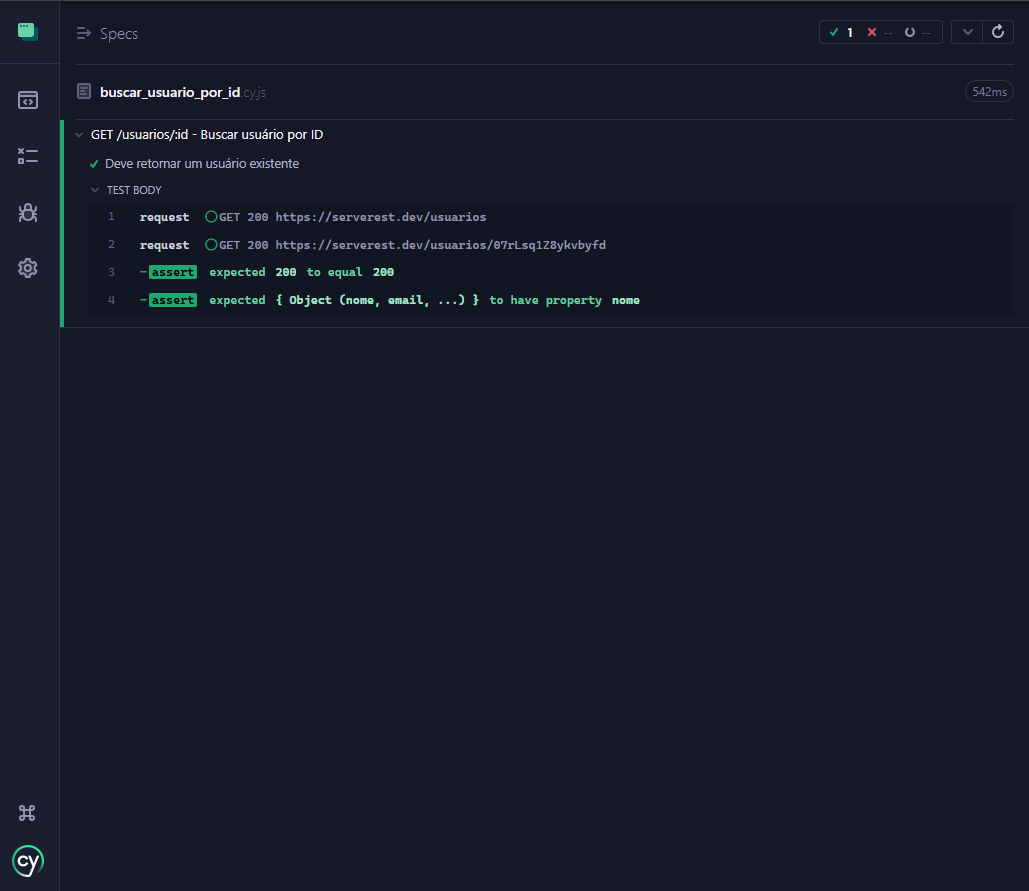 Specs
1 -- --
buscar_usuario_por_id.cy.js
542ms
GET /usuarios/:id - Buscar usuário por ID
Deve retornar um usuário existente
TEST BODY
1 request GET 200 https://serverest.dev/usuarios
2 request GET 200 https://serverest.dev/usuarios/07rLsq1Z8ykvbyfd
3 -assert expected 200 to equal 200
4 -assert expected { Object (nome, email, ...) } to have property nome
cy